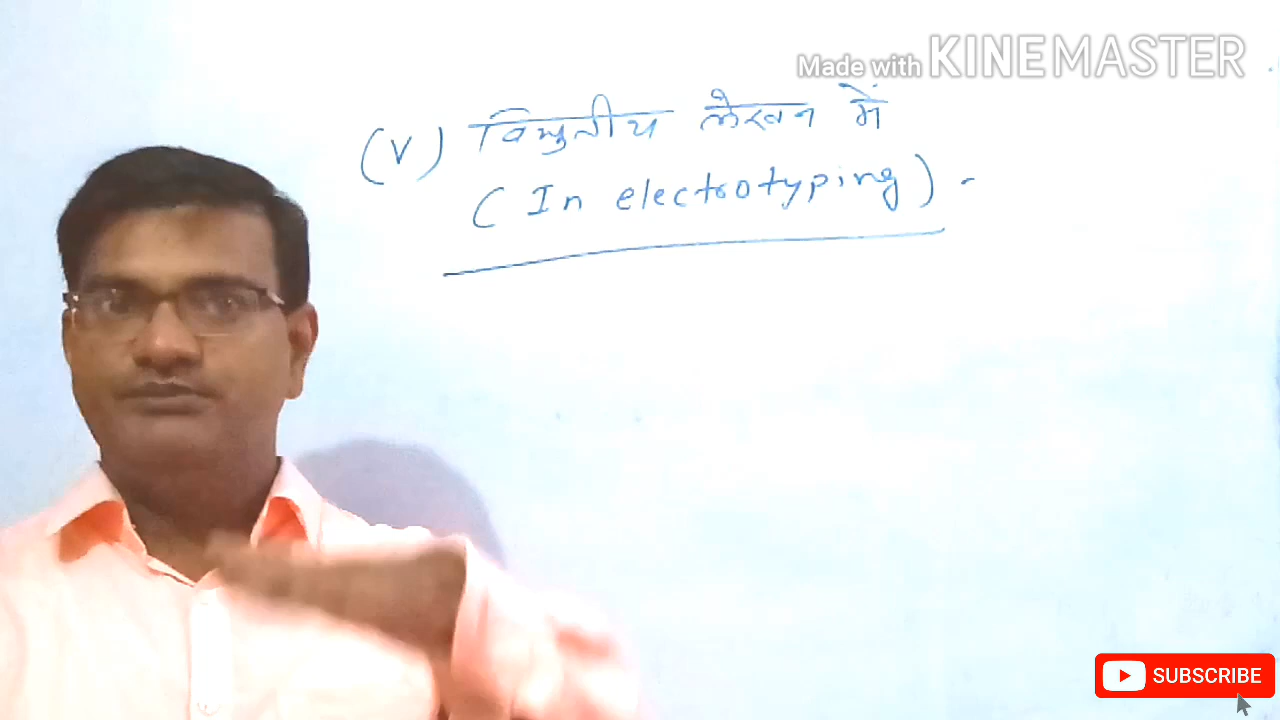 Made with KINEMASTER
(V) विद्युतीय लेखन में
(In electrotyping) -
SUBSCRIBE